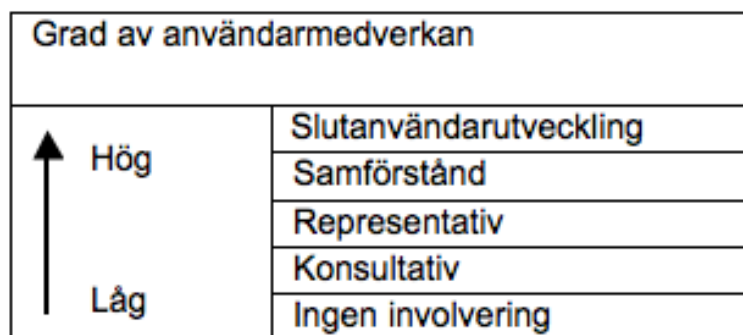 Grad av användarmedverkan
Hög
Låg
Slutanvändarutveckling
Samförstånd
Representativ
Konsultativ
Ingen involvering